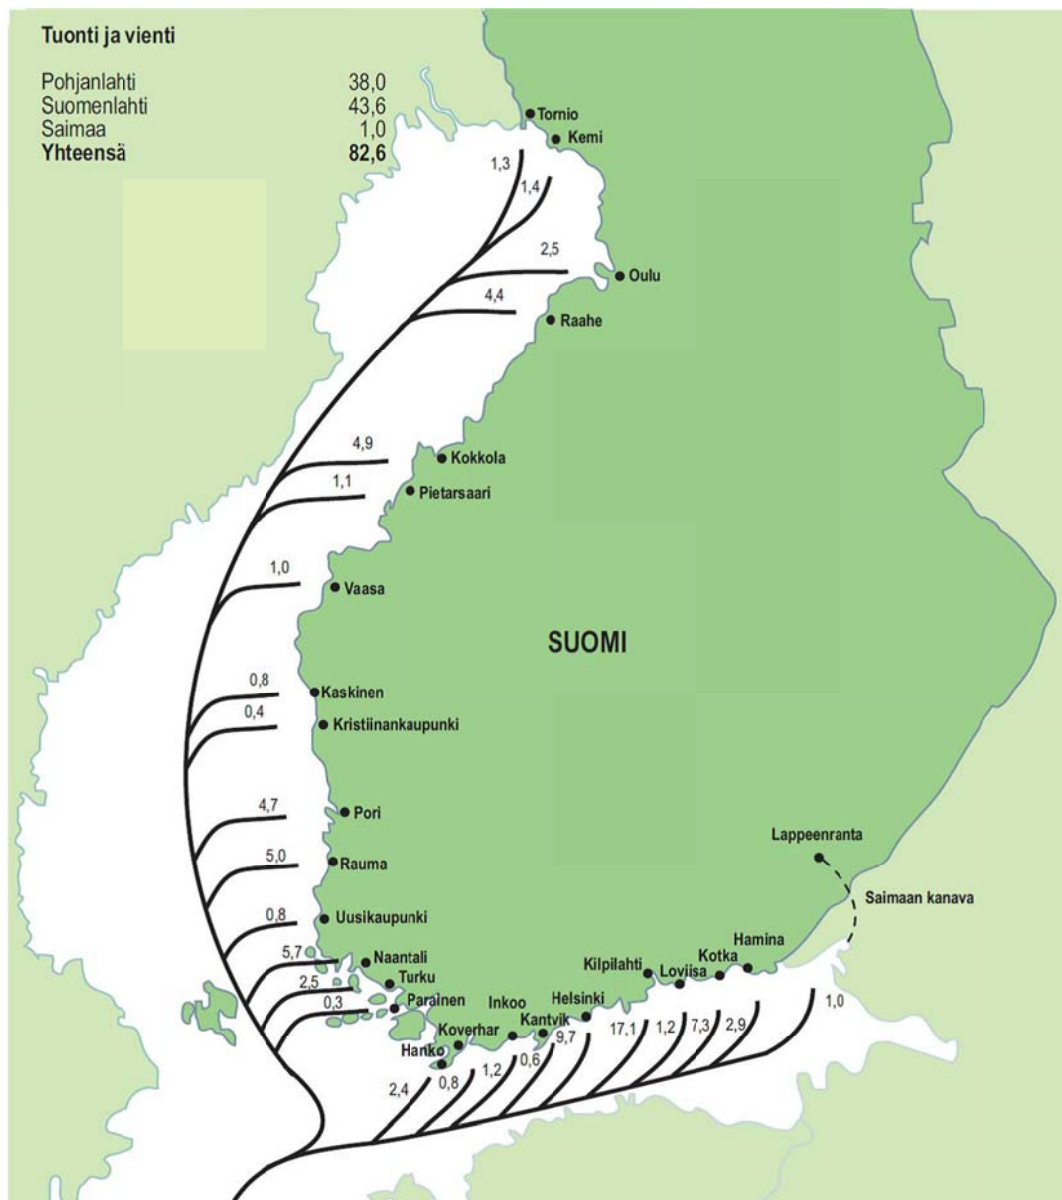 Tuonti ja vienti
Pohjanlahti 38,0
Suomenlahti 43,6
Saimaa 1,0
Yhteensä 82,6
Tornio
Kemi
1,3
1,4
2,5
Oulu
4,4
Raahe
4,9
Kokkola
1,1
Pietarsaari
1,0
Vaasa
SUOMI
0,8
Kaskinen
0,4
Kristiinankaupunki
4,7
Pori
5,0
Rauma
Lappeenranta
Saimaan kanava
0,8
Uusikaupunki
5,7
Naantali
2,5
Turku
0,3
Parainen
Hanko
Koverhar
Inkoo
Kantvik
Helsinki
Kilpilahti
Loviisa
Kotka
Hamina
2,4
0,8
1,2
0,6
9,7
17,1
1,2
7,3
2,9
1,0